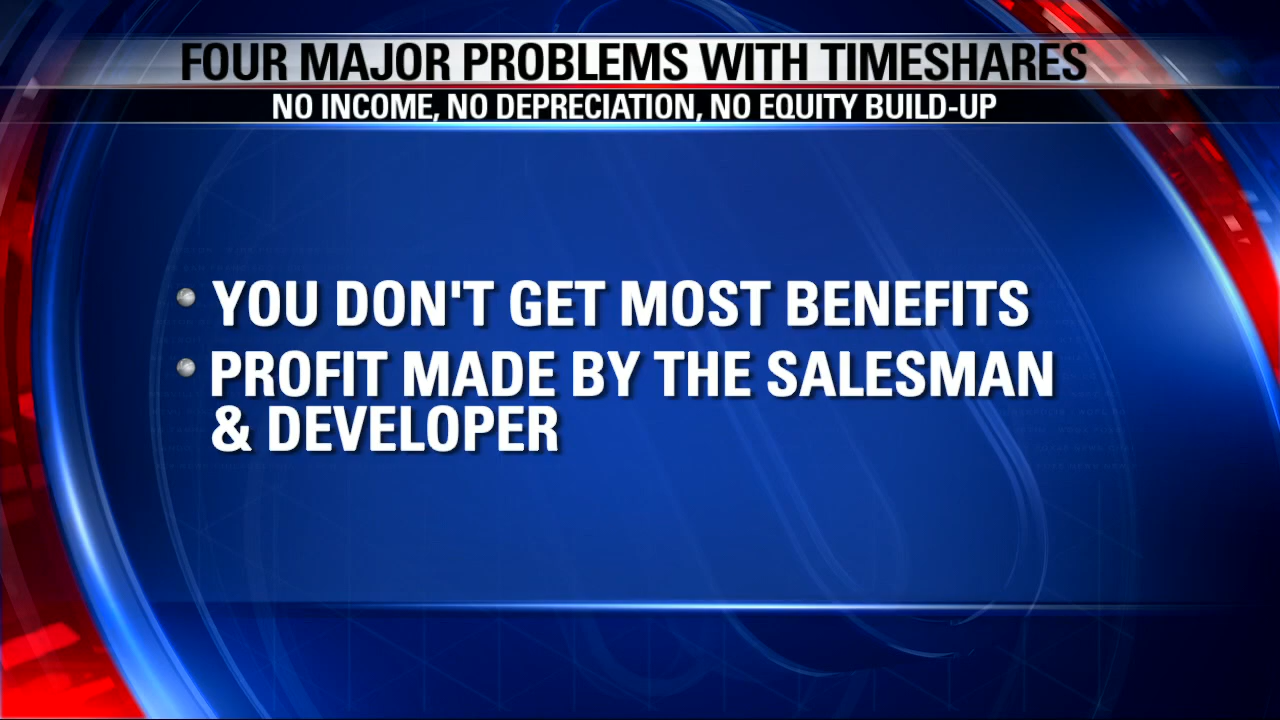 FOUR MAJOR PROBLEMS WITH TIMESHARES
NO INCOME, NO DEPRECIATION, NO EQUITY BUILD-UP
• YOU DON'T GET MOST BENEFITS
• PROFIT MADE BY THE SALESMAN
& DEVELOPER